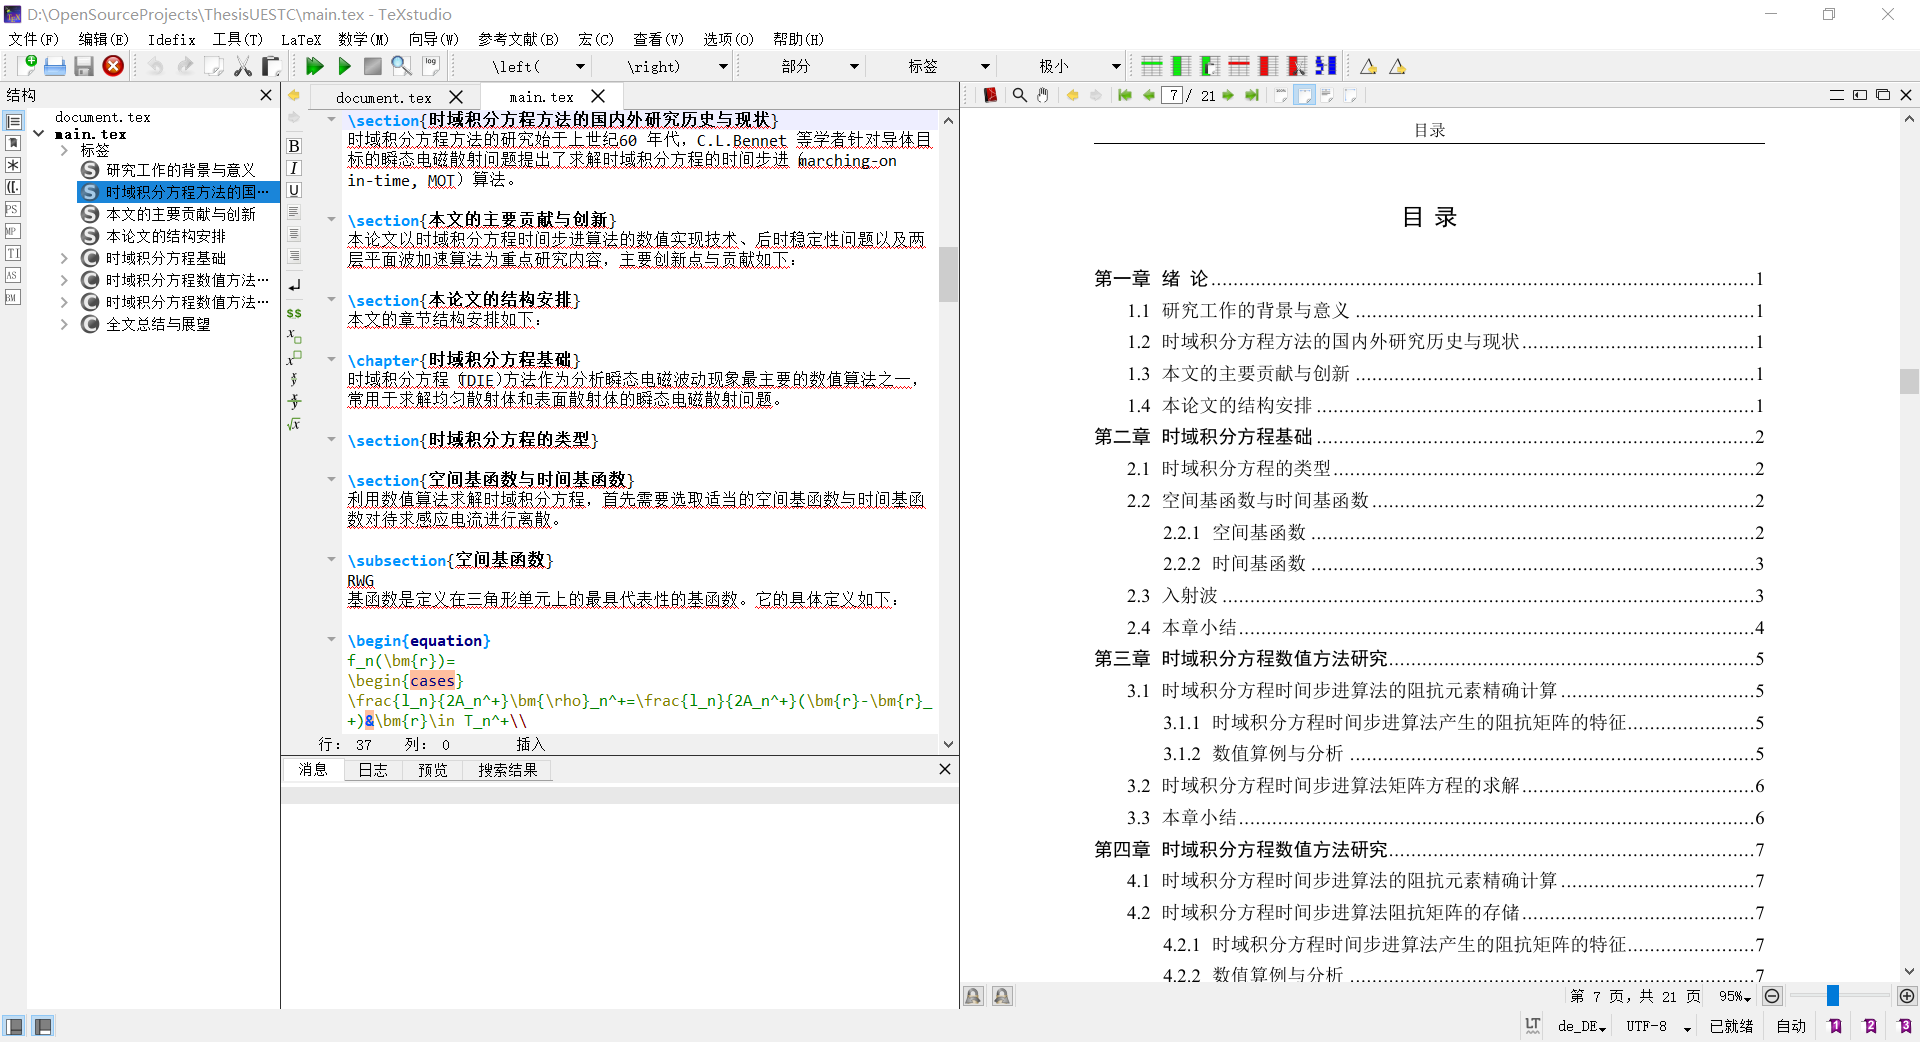 D:\OpenSourceProjects\ThesisUESTC\main.tex - TeXstudio
文件(F) 编辑(E) Idefix 工具(T) LaTeX 数学(M) 向导(W) 参考文献(B) 宏(C) 查看(V) 选项(O) 帮助(H)
log \left( \right) 部分 标签 极小
结构
document.tex
main.tex
标签
研究工作的背景与意义
时域积分方程方法的国…
本文的主要贡献与创新
本论文的结构安排
时域积分方程基础
时域积分方程数值方法…
时域积分方程数值方法…
全文总结与展望
PS
MP
TI
AS
BM
document.tex main.tex
\section{时域积分方程方法的国内外研究历史与现状}
时域积分方程方法的研究始于上世纪60 年代，C.L.Bennet 等学者针对导体目
标的瞬态电磁散射问题提出了求解时域积分方程的时间步进（marching-on
in-time, MOT）算法。
\section{本文的主要贡献与创新}
本论文以时域积分方程时间步进算法的数值实现技术、后时稳定性问题以及两
层平面波加速算法为重点研究内容，主要创新点与贡献如下：
\section{本论文的结构安排}
本文的章节结构安排如下：
\chapter{时域积分方程基础}
时域积分方程（TDIE)方法作为分析瞬态电磁波动现象最主要的数值算法之一，
常用于求解均匀散射体和表面散射体的瞬态电磁散射问题。
\section{时域积分方程的类型}
\section{空间基函数与时间基函数}
利用数值算法求解时域积分方程，首先需要选取适当的空间基函数与时间基函
数对待求感应电流进行离散。
\subsection{空间基函数}
RWG
基函数是定义在三角形单元上的最具代表性的基函数。它的具体定义如下：
\begin{equation}
f_n(\bm{r})=
\begin{cases}
\frac{l_n}{2A_n^+}\bm{\rho}_n^+=\frac{l_n}{2A_n^+}(\bm{r}-\bm{r}_
+)&\bm{r}\in T_n^+\\
行： 37 列： 0 插入
消息 日志 预览 搜索结果
7 / 21
目录
目 录
第一章 绪 论 1
1.1 研究工作的背景与意义 1
1.2 时域积分方程方法的国内外研究历史与现状 1
1.3 本文的主要贡献与创新 1
1.4 本论文的结构安排 1
第二章 时域积分方程基础 2
2.1 时域积分方程的类型 2
2.2 空间基函数与时间基函数 2
2.2.1 空间基函数 2
2.2.2 时间基函数 3
2.3 入射波 3
2.4 本章小结 4
第三章 时域积分方程数值方法研究 5
3.1 时域积分方程时间步进算法的阻抗元素精确计算 5
3.1.1 时域积分方程时间步进算法产生的阻抗矩阵的特征 5
3.1.2 数值算例与分析 5
3.2 时域积分方程时间步进算法矩阵方程的求解 6
3.3 本章小结 6
第四章 时域积分方程数值方法研究 7
4.1 时域积分方程时间步进算法的阻抗元素精确计算 7
4.2 时域积分方程时间步进算法阻抗矩阵的存储 7
4.2.1 时域积分方程时间步进算法产生的阻抗矩阵的特征 7
4.2.2 数值算例与分析 7
第 7 页，共 21 页 95%
LT de_DE UTF-8 已就绪 自动 1 2 3